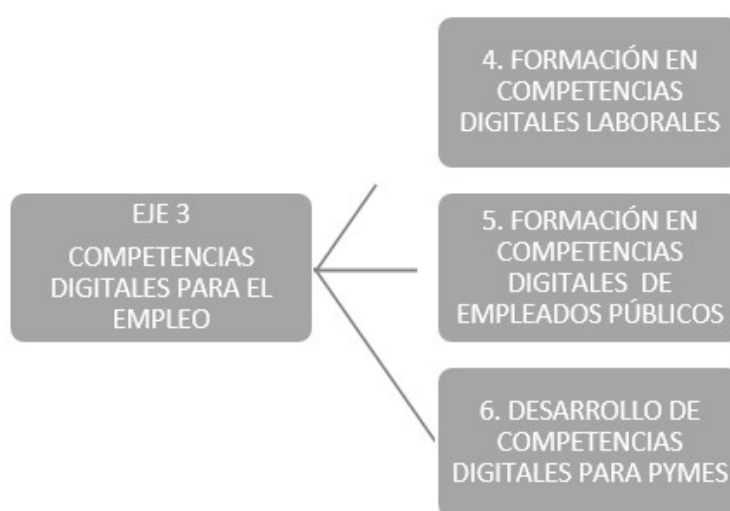 EJE 3
COMPETENCIAS
DIGITALES PARA EL
EMPLEO
4. FORMACIÓN EN
COMPETENCIAS
DIGITALES LABORALES
5. FORMACIÓN EN
COMPETENCIAS
DIGITALES DE
EMPLEADOS PÚBLICOS
6. DESARROLLO DE
COMPETENCIAS
DIGITALES PARA PYMES